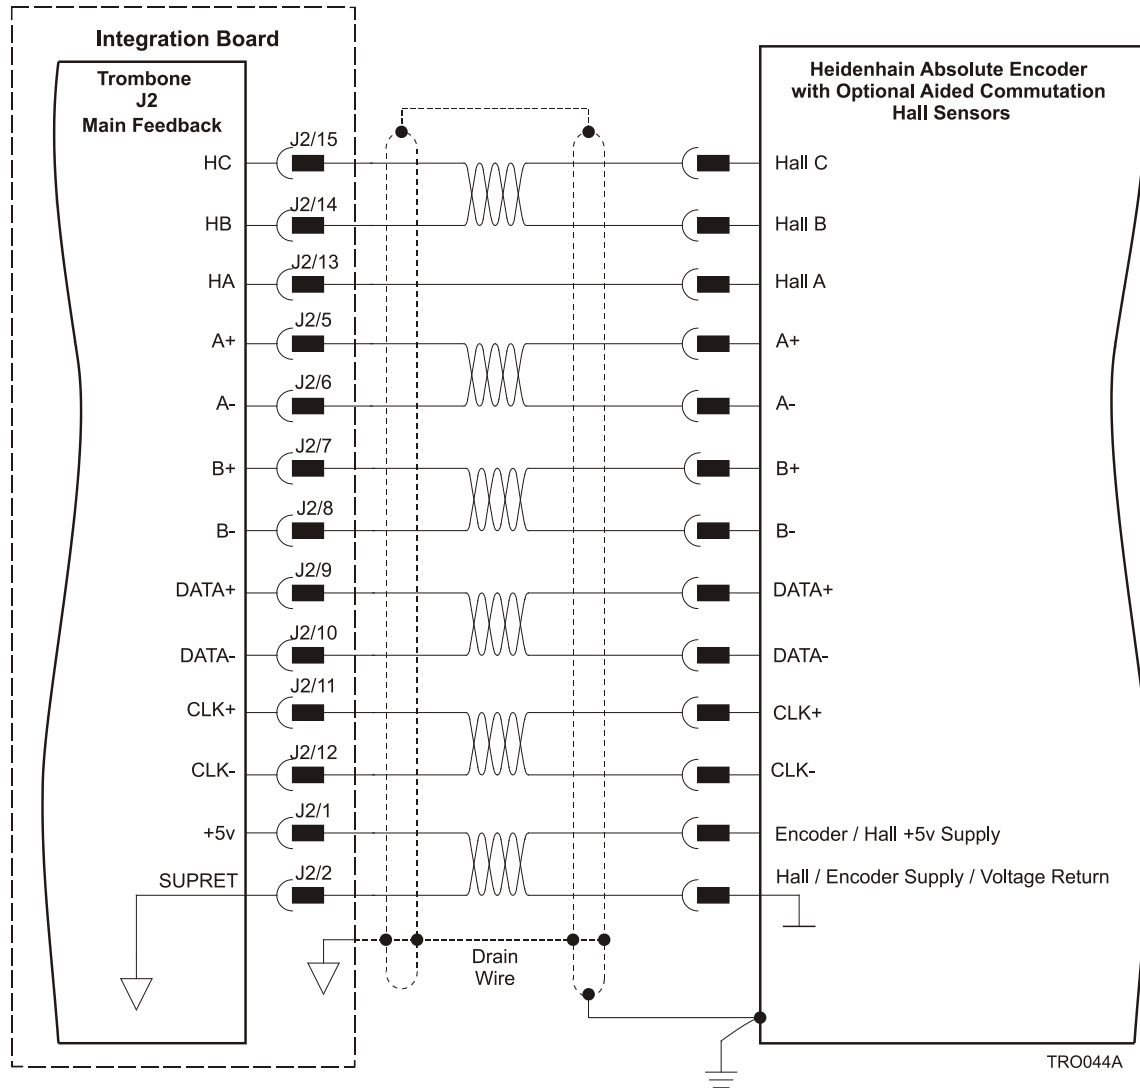 Integration Board
Trombone
J2
Main Feedback
Heidenhain Absolute Encoder
with Optional Aided Commutation
Hall Sensors
HC J2/15 Hall C
HB J2/14 Hall B
HA J2/13 Hall A
A+ J2/5 A+
A- J2/6 A-
B+ J2/7 B+
B- J2/8 B-
DATA+ J2/9 DATA+
DATA- J2/10 DATA-
CLK+ J2/11 CLK+
CLK- J2/12 CLK-
+5v J2/1 Encoder / Hall +5v Supply
SUPRET J2/2 Hall / Encoder Supply / Voltage Return
Drain
Wire
TRO044A